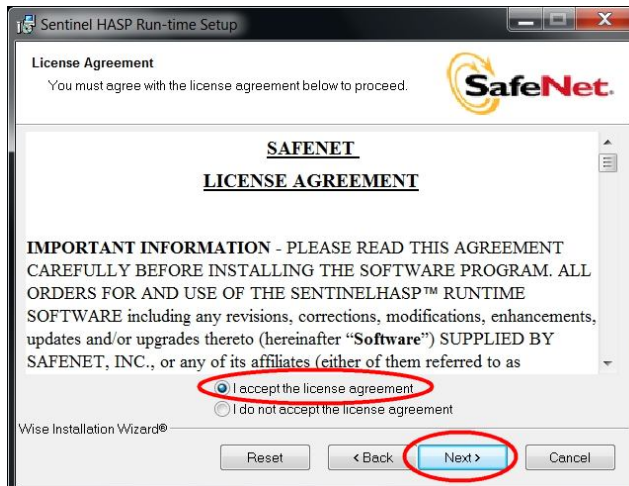 Sentinel HASP Run-time Setup
License Agreement
You must agree with the license agreement below to proceed.
SafeNet.
SAFENET
LICENSE AGREEMENT
IMPORTANT INFORMATION - PLEASE READ THIS AGREEMENT
CAREFULLY BEFORE INSTALLING THE SOFTWARE PROGRAM. ALL
ORDERS FOR AND USE OF THE SENTINELHASP™ RUNTIME
SOFTWARE including any revisions, corrections, modifications, enhancements,
updates and/or upgrades thereto (hereinafter “Software”) SUPPLIED BY
SAFENET, INC., or any of its affiliates (either of them referred to as
I accept the license agreement
I do not accept the license agreement
Wise Installation Wizard®
Reset
< Back
Next >
Cancel